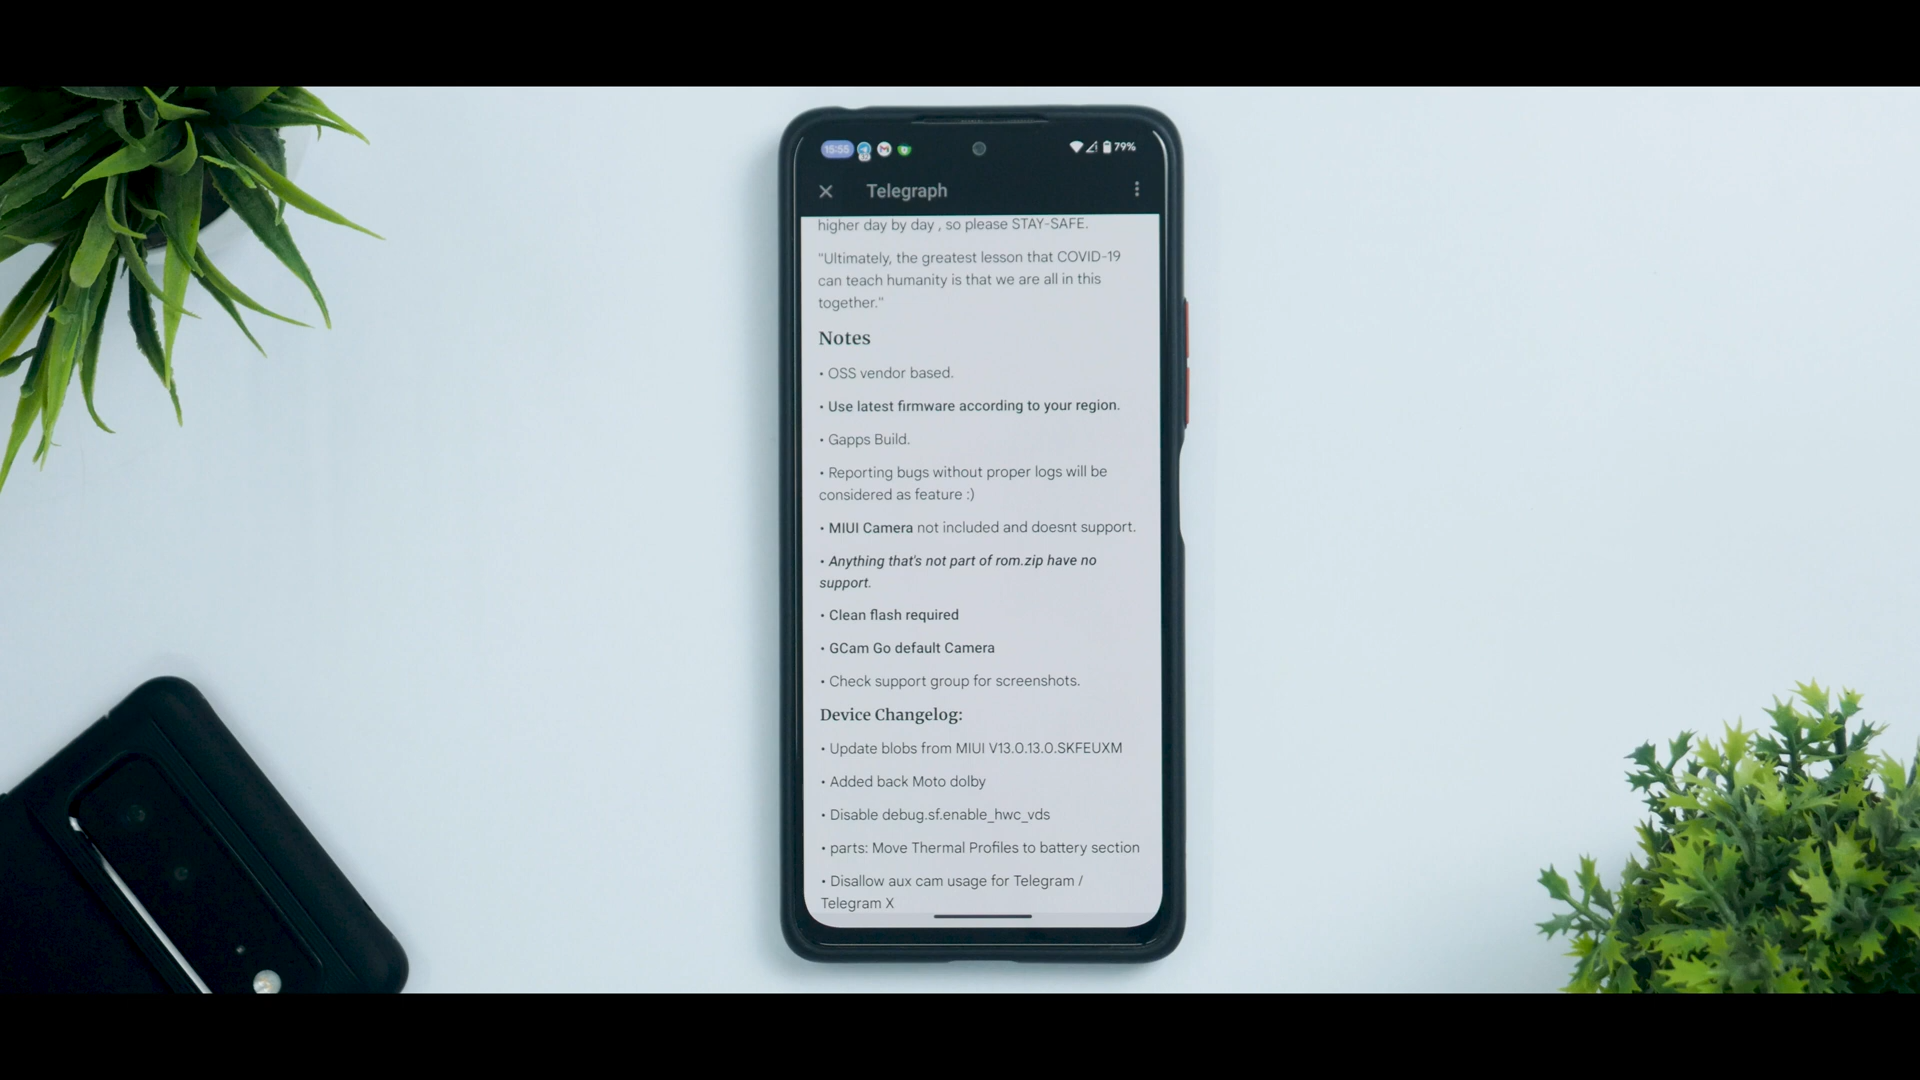 15:55
79%
Telegraph
higher day by day , so please STAY-SAFE.
"Ultimately, the greatest lesson that COVID-19
can teach humanity is that we are all in this
together."
Notes
• OSS vendor based.
• Use latest firmware according to your region.
• Gapps Build.
• Reporting bugs without proper logs will be
considered as feature :)
• MIUI Camera not included and doesnt support.
• Anything that's not part of rom.zip have no
support.
• Clean flash required
• GCam Go default Camera
• Check support group for screenshots.
Device Changelog:
• Update blobs from MIUI V13.0.13.0.SKFEUXM
• Added back Moto dolby
• Disable debug.sf.enable_hwc_vds
• parts: Move Thermal Profiles to battery section
• Disallow aux cam usage for Telegram /
Telegram X